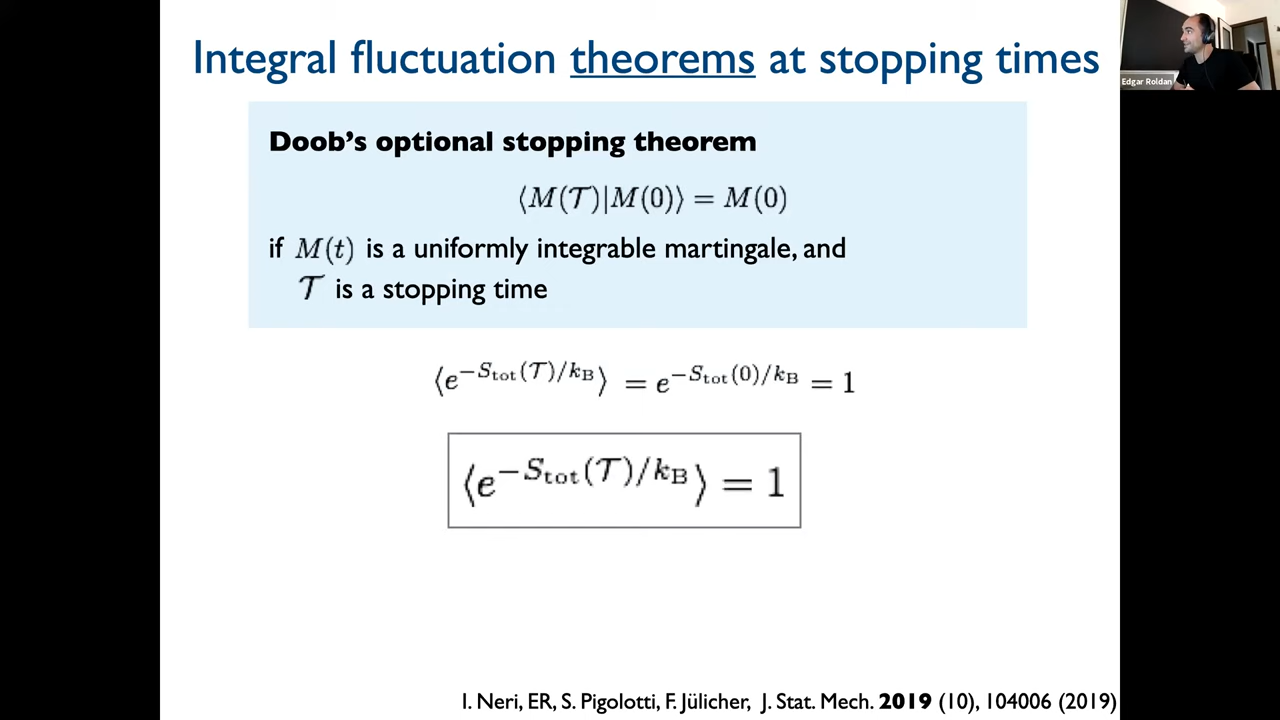 Integral fluctuation theorems at stopping times
Edgar Roldan
Doob's optional stopping theorem
⟨M(𝒯)|M(0)⟩ = M(0)
if M(t) is a uniformly integrable martingale, and
𝒯 is a stopping time
⟨e^{−S_tot(𝒯)/k_B}⟩ = e^{−S_tot(0)/k_B} = 1
⟨e^{−S_tot(𝒯)/k_B}⟩ = 1
I. Neri, ER, S. Pigolotti, F. Jülicher, J. Stat. Mech. 2019 (10), 104006 (2019)